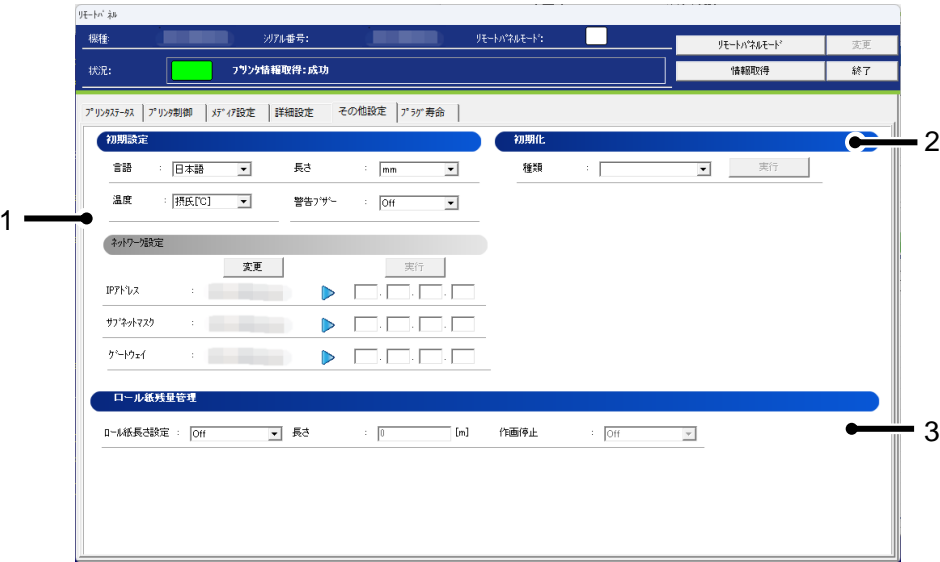 ﾘﾓｰﾄﾊﾟﾈﾙ
機種: ｼﾘｱﾙ番号: ﾘﾓｰﾄﾊﾟﾈﾙﾓｰﾄﾞ:
ﾘﾓｰﾄﾊﾟﾈﾙﾓｰﾄﾞ 変更
状況: ﾌﾟﾘﾝﾀ情報取得:成功
情報取得 終了
ﾌﾟﾘﾝﾀｽﾃｰﾀｽ ﾌﾟﾘﾝﾀ制御 ﾒﾃﾞｨｱ設定 詳細設定 その他設定 ﾌﾟﾗｸﾞ寿命
初期設定 初期化 2
言語 : 日本語 長さ : mm 種類 : 実行
温度 : 摂氏[℃] 警告ﾌﾞｻﾞｰ : Off
1
ﾈｯﾄﾜｰｸ設定
変更 実行
IPｱﾄﾞﾚｽ : . . .
ｻﾌﾞﾈｯﾄﾏｽｸ : . . .
ｹﾞｰﾄｳｪｲ : . . .
ロール紙残量管理
ﾛｰﾙ紙長さ設定 : Off 長さ : 0 [m] 作画停止 : Off 3